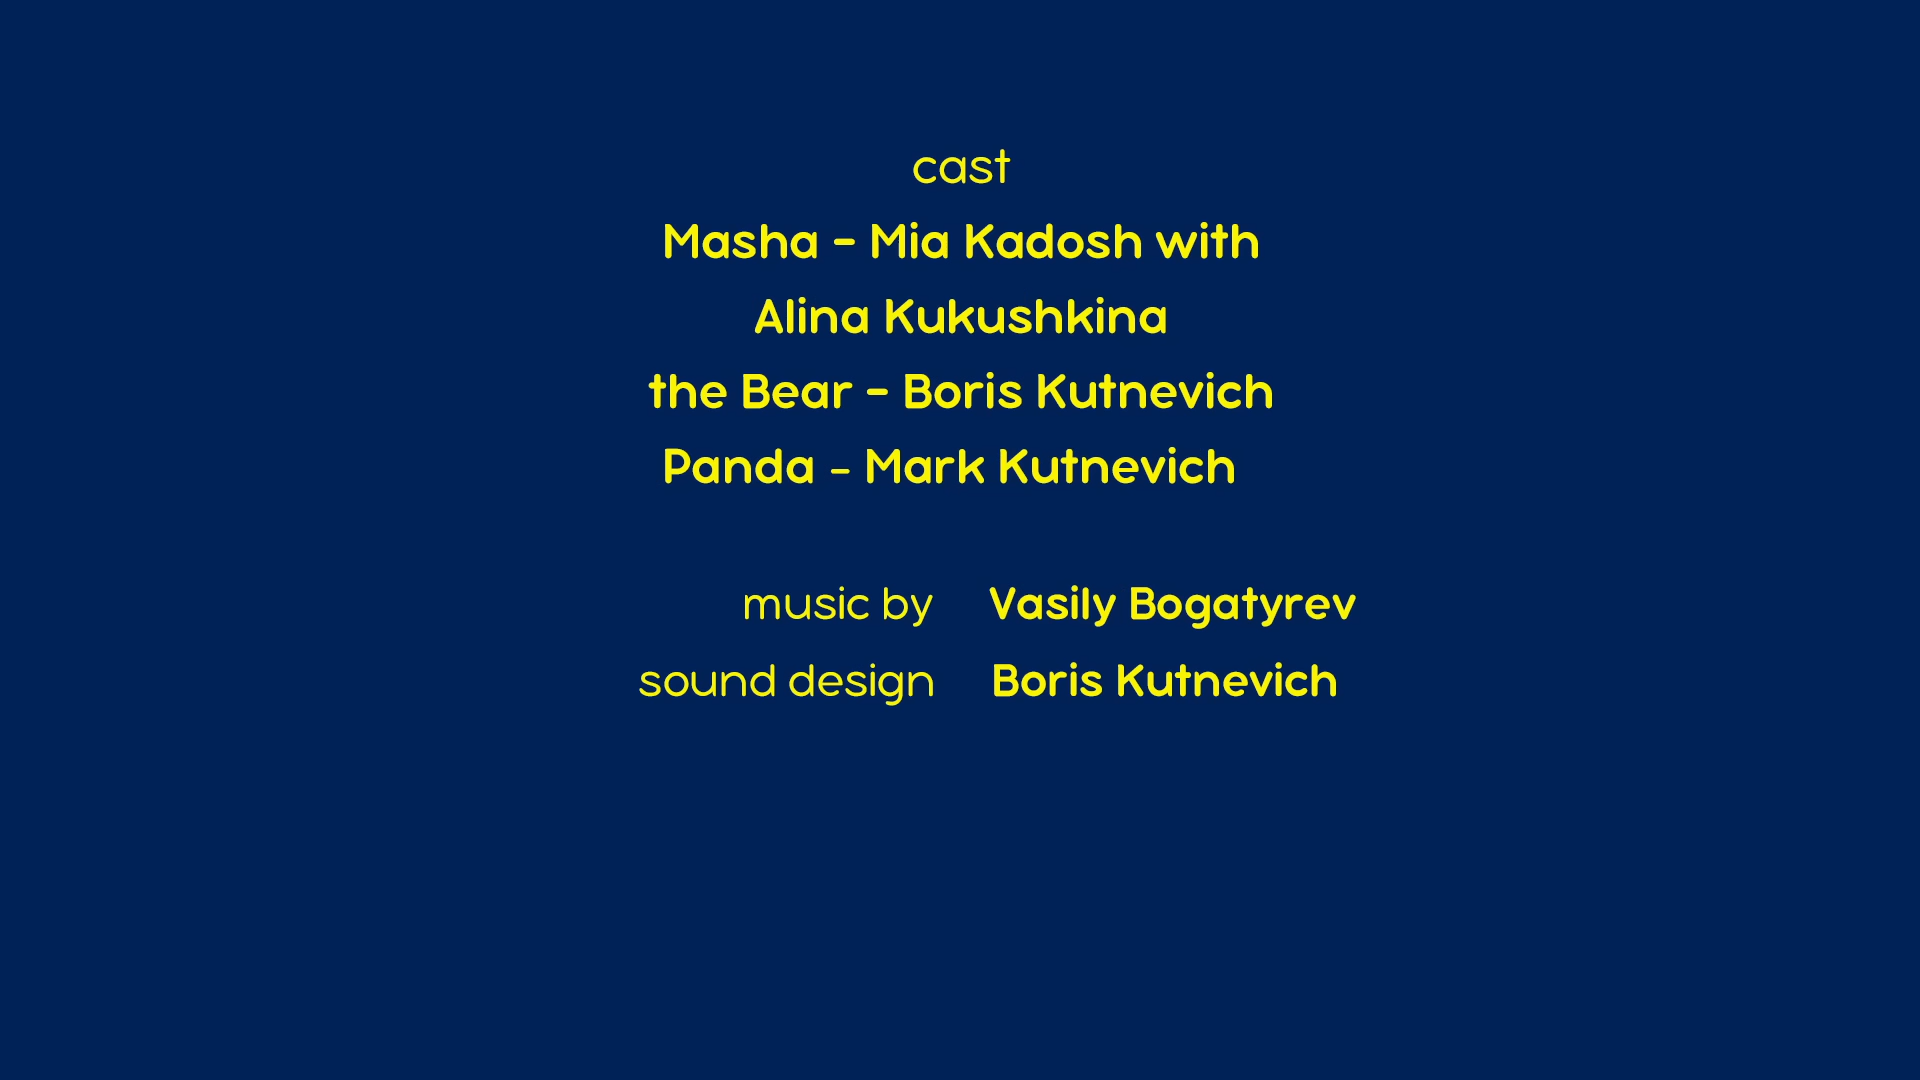 cast
Masha - Mia Kadosh with
Alina Kukushkina
the Bear - Boris Kutnevich
Panda - Mark Kutnevich
music by Vasily Bogatyrev
sound design Boris Kutnevich